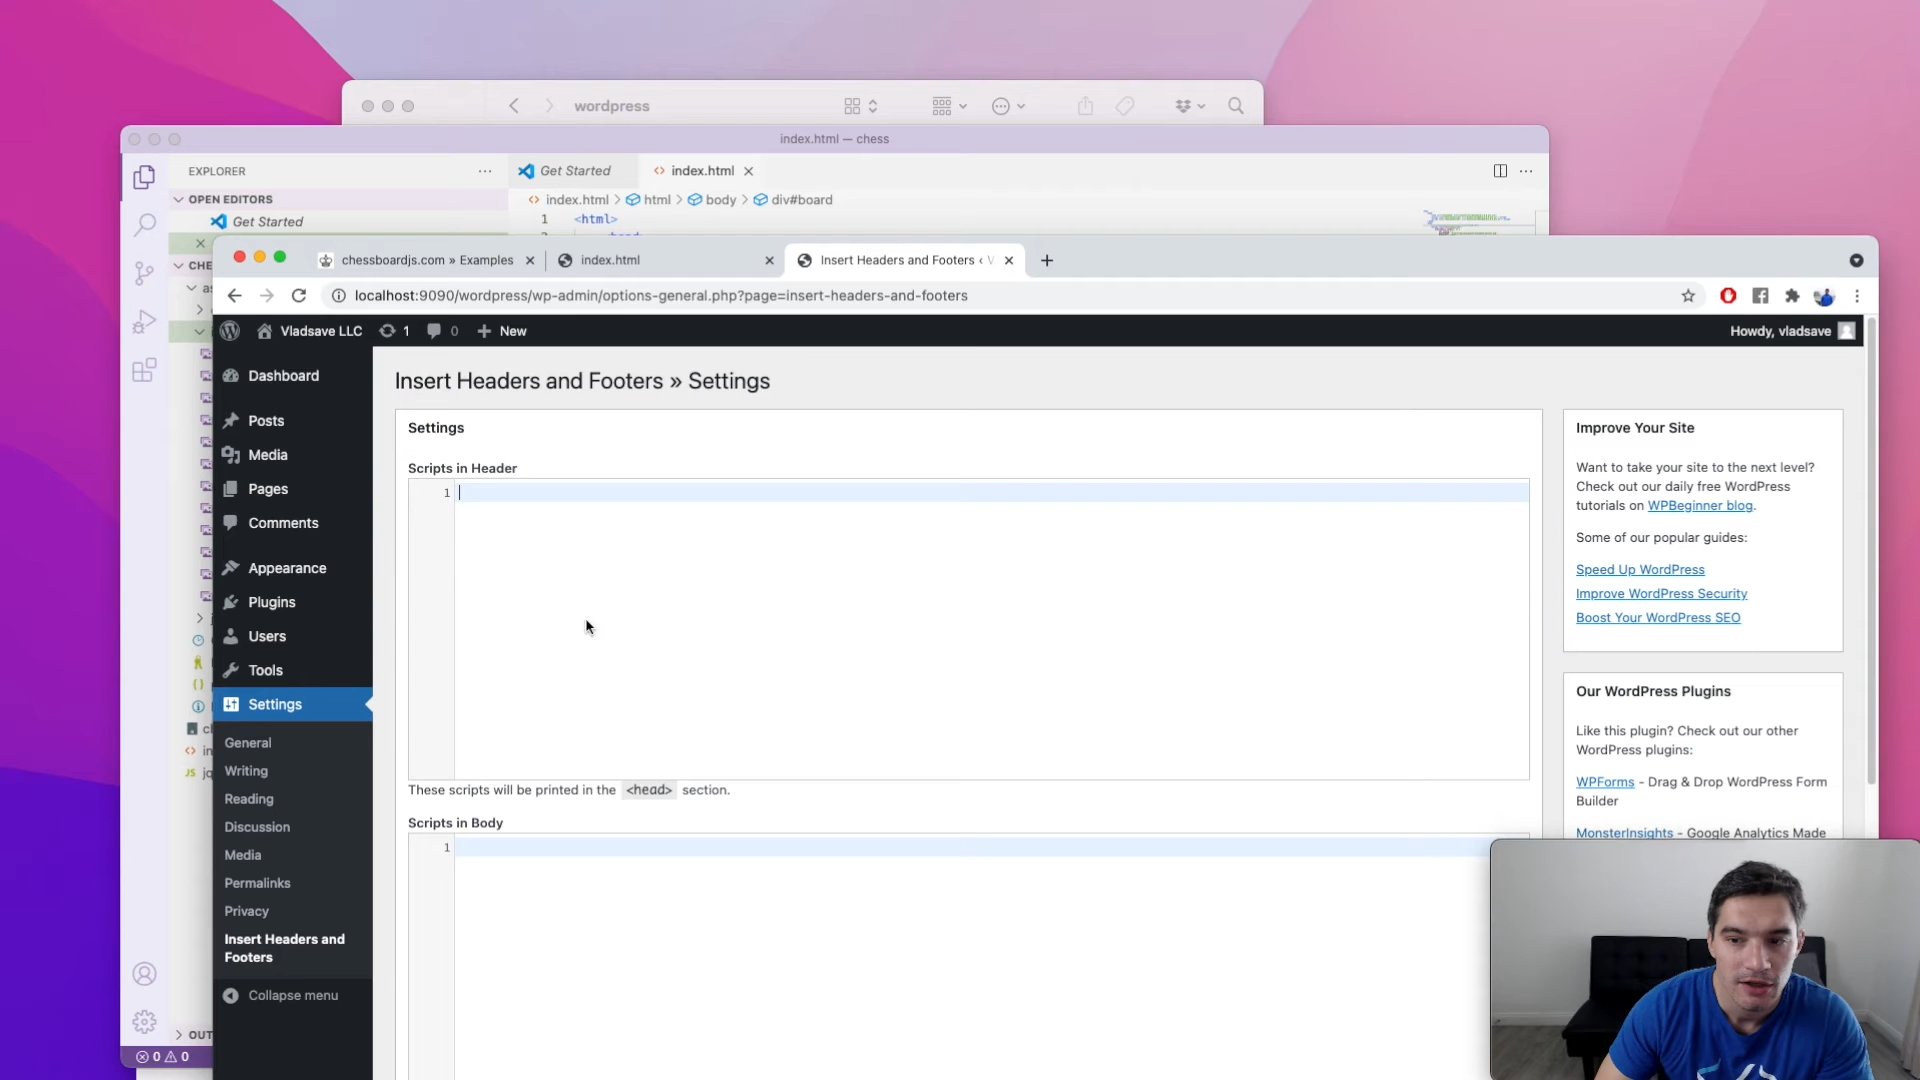 wordpress
index.html — chess
EXPLORER
Get Started
index.html
OPEN EDITORS
index.html > html > body > div#board
Get Started
1 <html>
chessboardjs.com » Examples
index.html
Insert Headers and Footers ‹ V
localhost:9090/wordpress/wp-admin/options-general.php?page=insert-headers-and-footers
Vladsave LLC
1
0
New
Howdy, vladsave
Dashboard
Posts
Media
Pages
Comments
Appearance
Plugins
Users
Tools
Settings
General
Writing
Reading
Discussion
Media
Permalinks
Privacy
Insert Headers and
Footers
Collapse menu
Insert Headers and Footers » Settings
Settings
Scripts in Header
1
These scripts will be printed in the <head> section.
Scripts in Body
1
Improve Your Site
Want to take your site to the next level?
Check out our daily free WordPress
tutorials on WPBeginner blog.
Some of our popular guides:
Speed Up WordPress
Improve WordPress Security
Boost Your WordPress SEO
Our WordPress Plugins
Like this plugin? Check out our other
WordPress plugins:
WPForms - Drag & Drop WordPress Form
Builder
MonsterInsights - Google Analytics Made
CHE
OUT
0 0